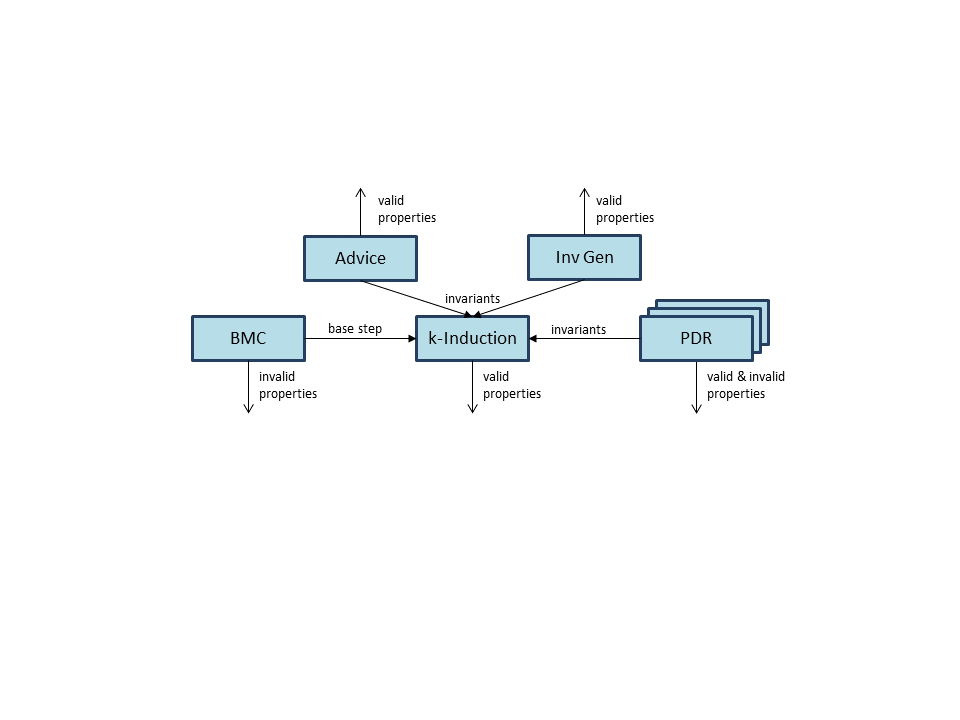 valid
properties
valid
properties
Advice
Inv Gen
invariants
BMC
base step
k-Induction
invariants
PDR
invalid
properties
valid
properties
valid & invalid
properties